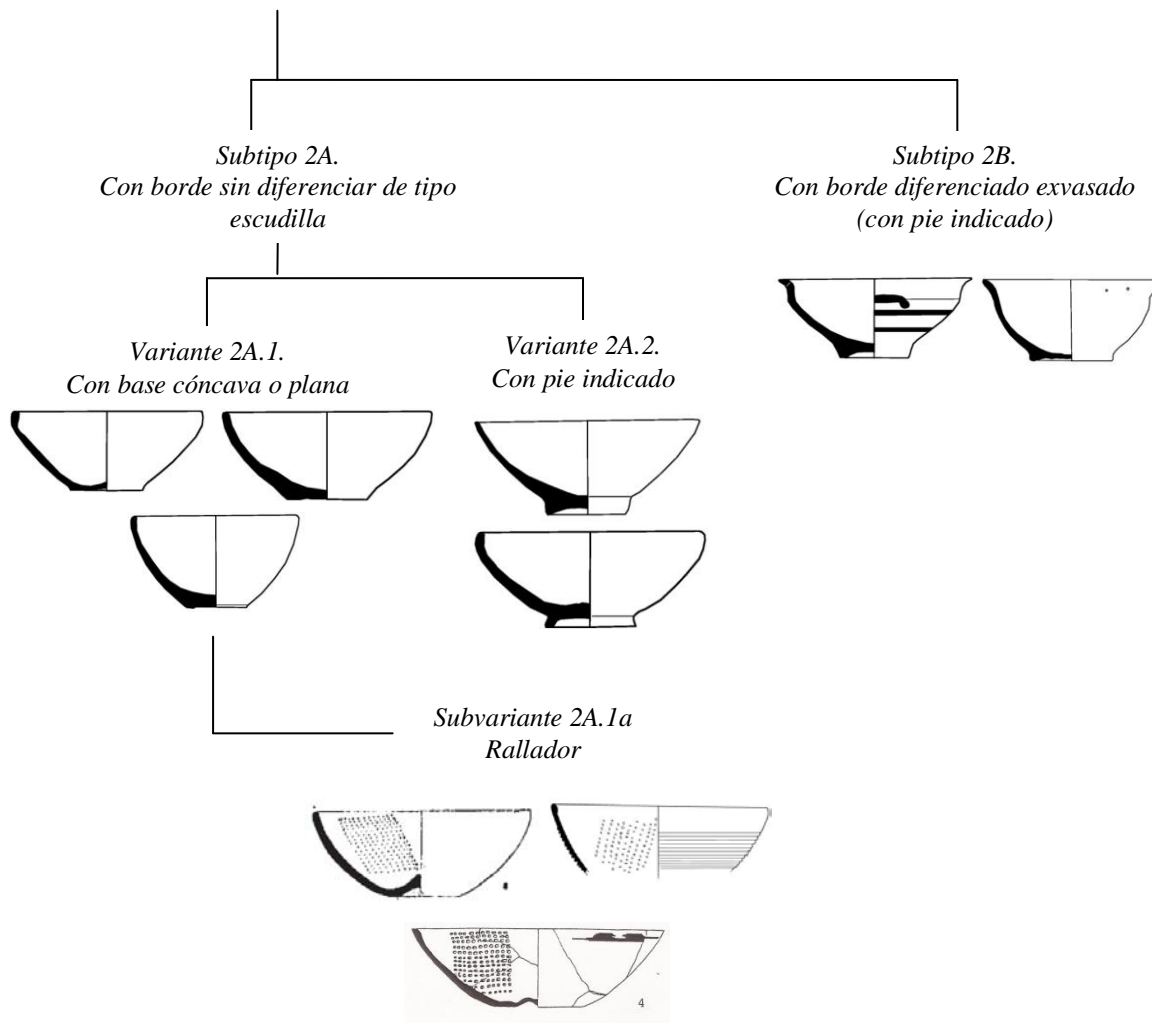 Subtipo 2A.
Con borde sin diferenciar de tipo
escudilla
Subtipo 2B.
Con borde diferenciado exvasado
(con pie indicado)
Variante 2A.1.
Con base cóncava o plana
Variante 2A.2.
Con pie indicado
Subvariante 2A.1a
Rallador
4